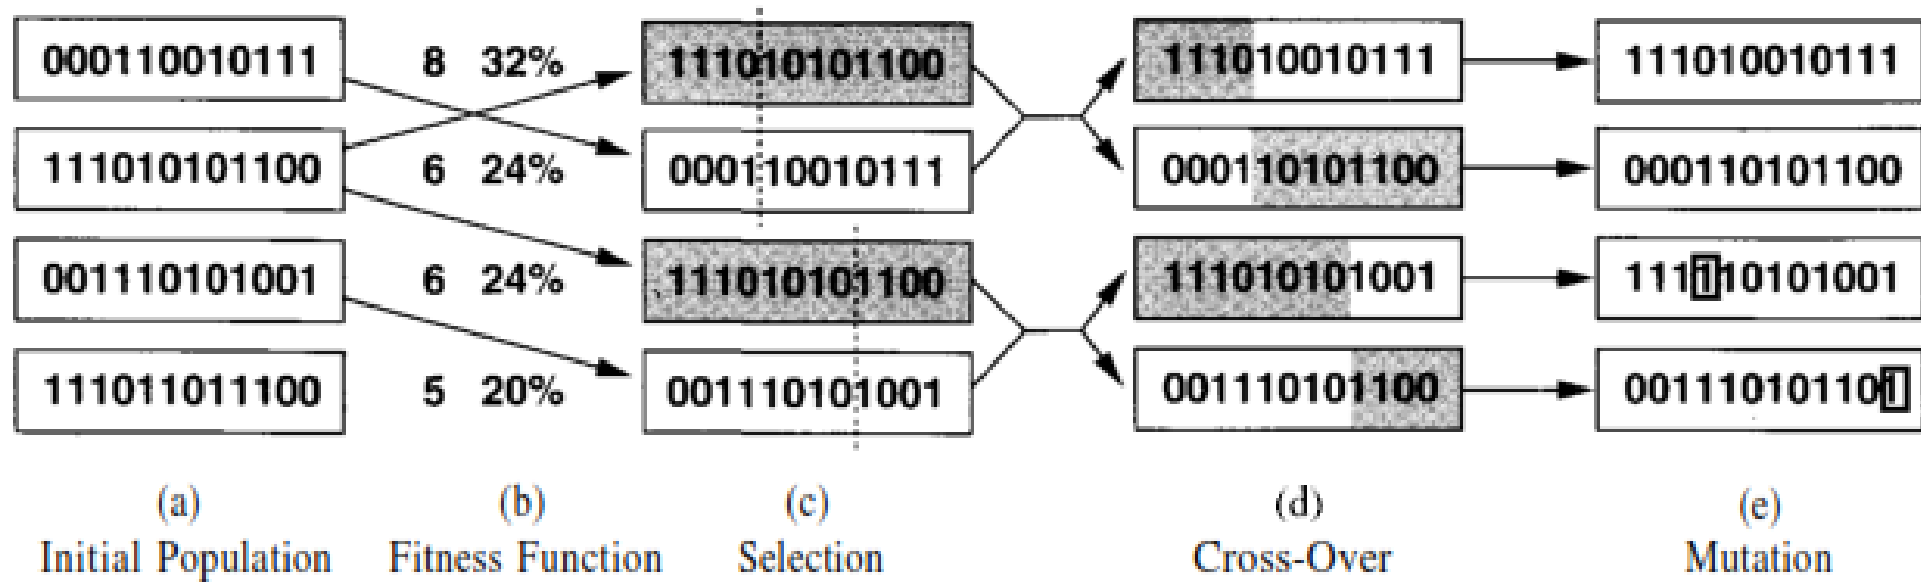 000110010111 8 32% 111010101100 111010010111 111010010111
111010101100 6 24% 000110010111 000110101100 000110101100
001110101001 6 24% 111010101100 111010101001 111110101001
111011011100 5 20% 001110101001 001110101100 001110101101
(a) (b) (c) (d) (e)
Initial Population Fitness Function Selection Cross-Over Mutation